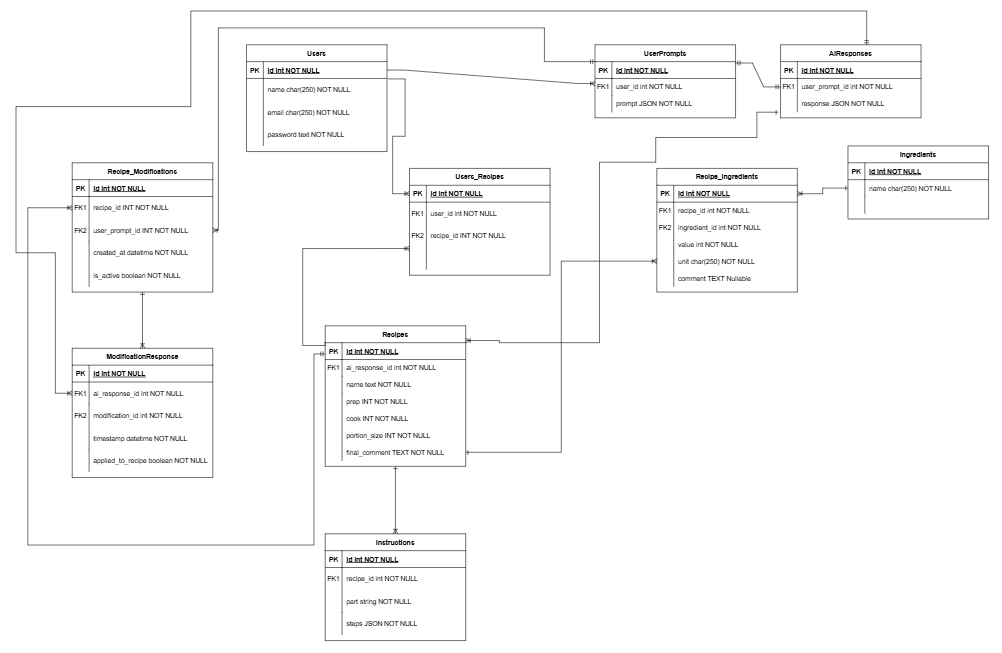 Users
PK id int NOT NULL
name char(250) NOT NULL
email char(250) NOT NULL
password text NOT NULL
UserPrompts
PK id int NOT NULL
FK1 user_id int NOT NULL
prompt JSON NOT NULL
AIResponses
PK id int NOT NULL
FK1 user_prompt_id int NOT NULL
response JSON NOT NULL
Ingredients
PK id int NOT NULL
name char(250) NOT NULL
Recipe_Modifications
PK id int NOT NULL
FK1 recipe_id INT NOT NULL
FK2 user_prompt_id INT NOT NULL
created_at datetime NOT NULL
is_active boolean NOT NULL
Users_Recipes
PK id int NOT NULL
FK1 user_id int NOT NULL
FK2 recipe_id INT NOT NULL
Recipe_Ingredients
PK id int NOT NULL
FK1 recipe_id int NOT NULL
FK2 ingredient_id int NOT NULL
value int NOT NULL
unit char(250) NOT NULL
comment TEXT Nullable
Recipes
PK id int NOT NULL
FK1 ai_response_id int NOT NULL
name text NOT NULL
prep INT NOT NULL
cook INT NOT NULL
portion_size INT NOT NULL
final_comment TEXT NOT NULL
ModificationResponse
PK id int NOT NULL
FK1 ai_response_id int NOT NULL
FK2 modification_id int NOT NULL
timestamp datetime NOT NULL
applied_to_recipe boolean NOT NULL
Instructions
PK id int NOT NULL
FK1 recipe_id int NOT NULL
part string NOT NULL
steps JSON NOT NULL